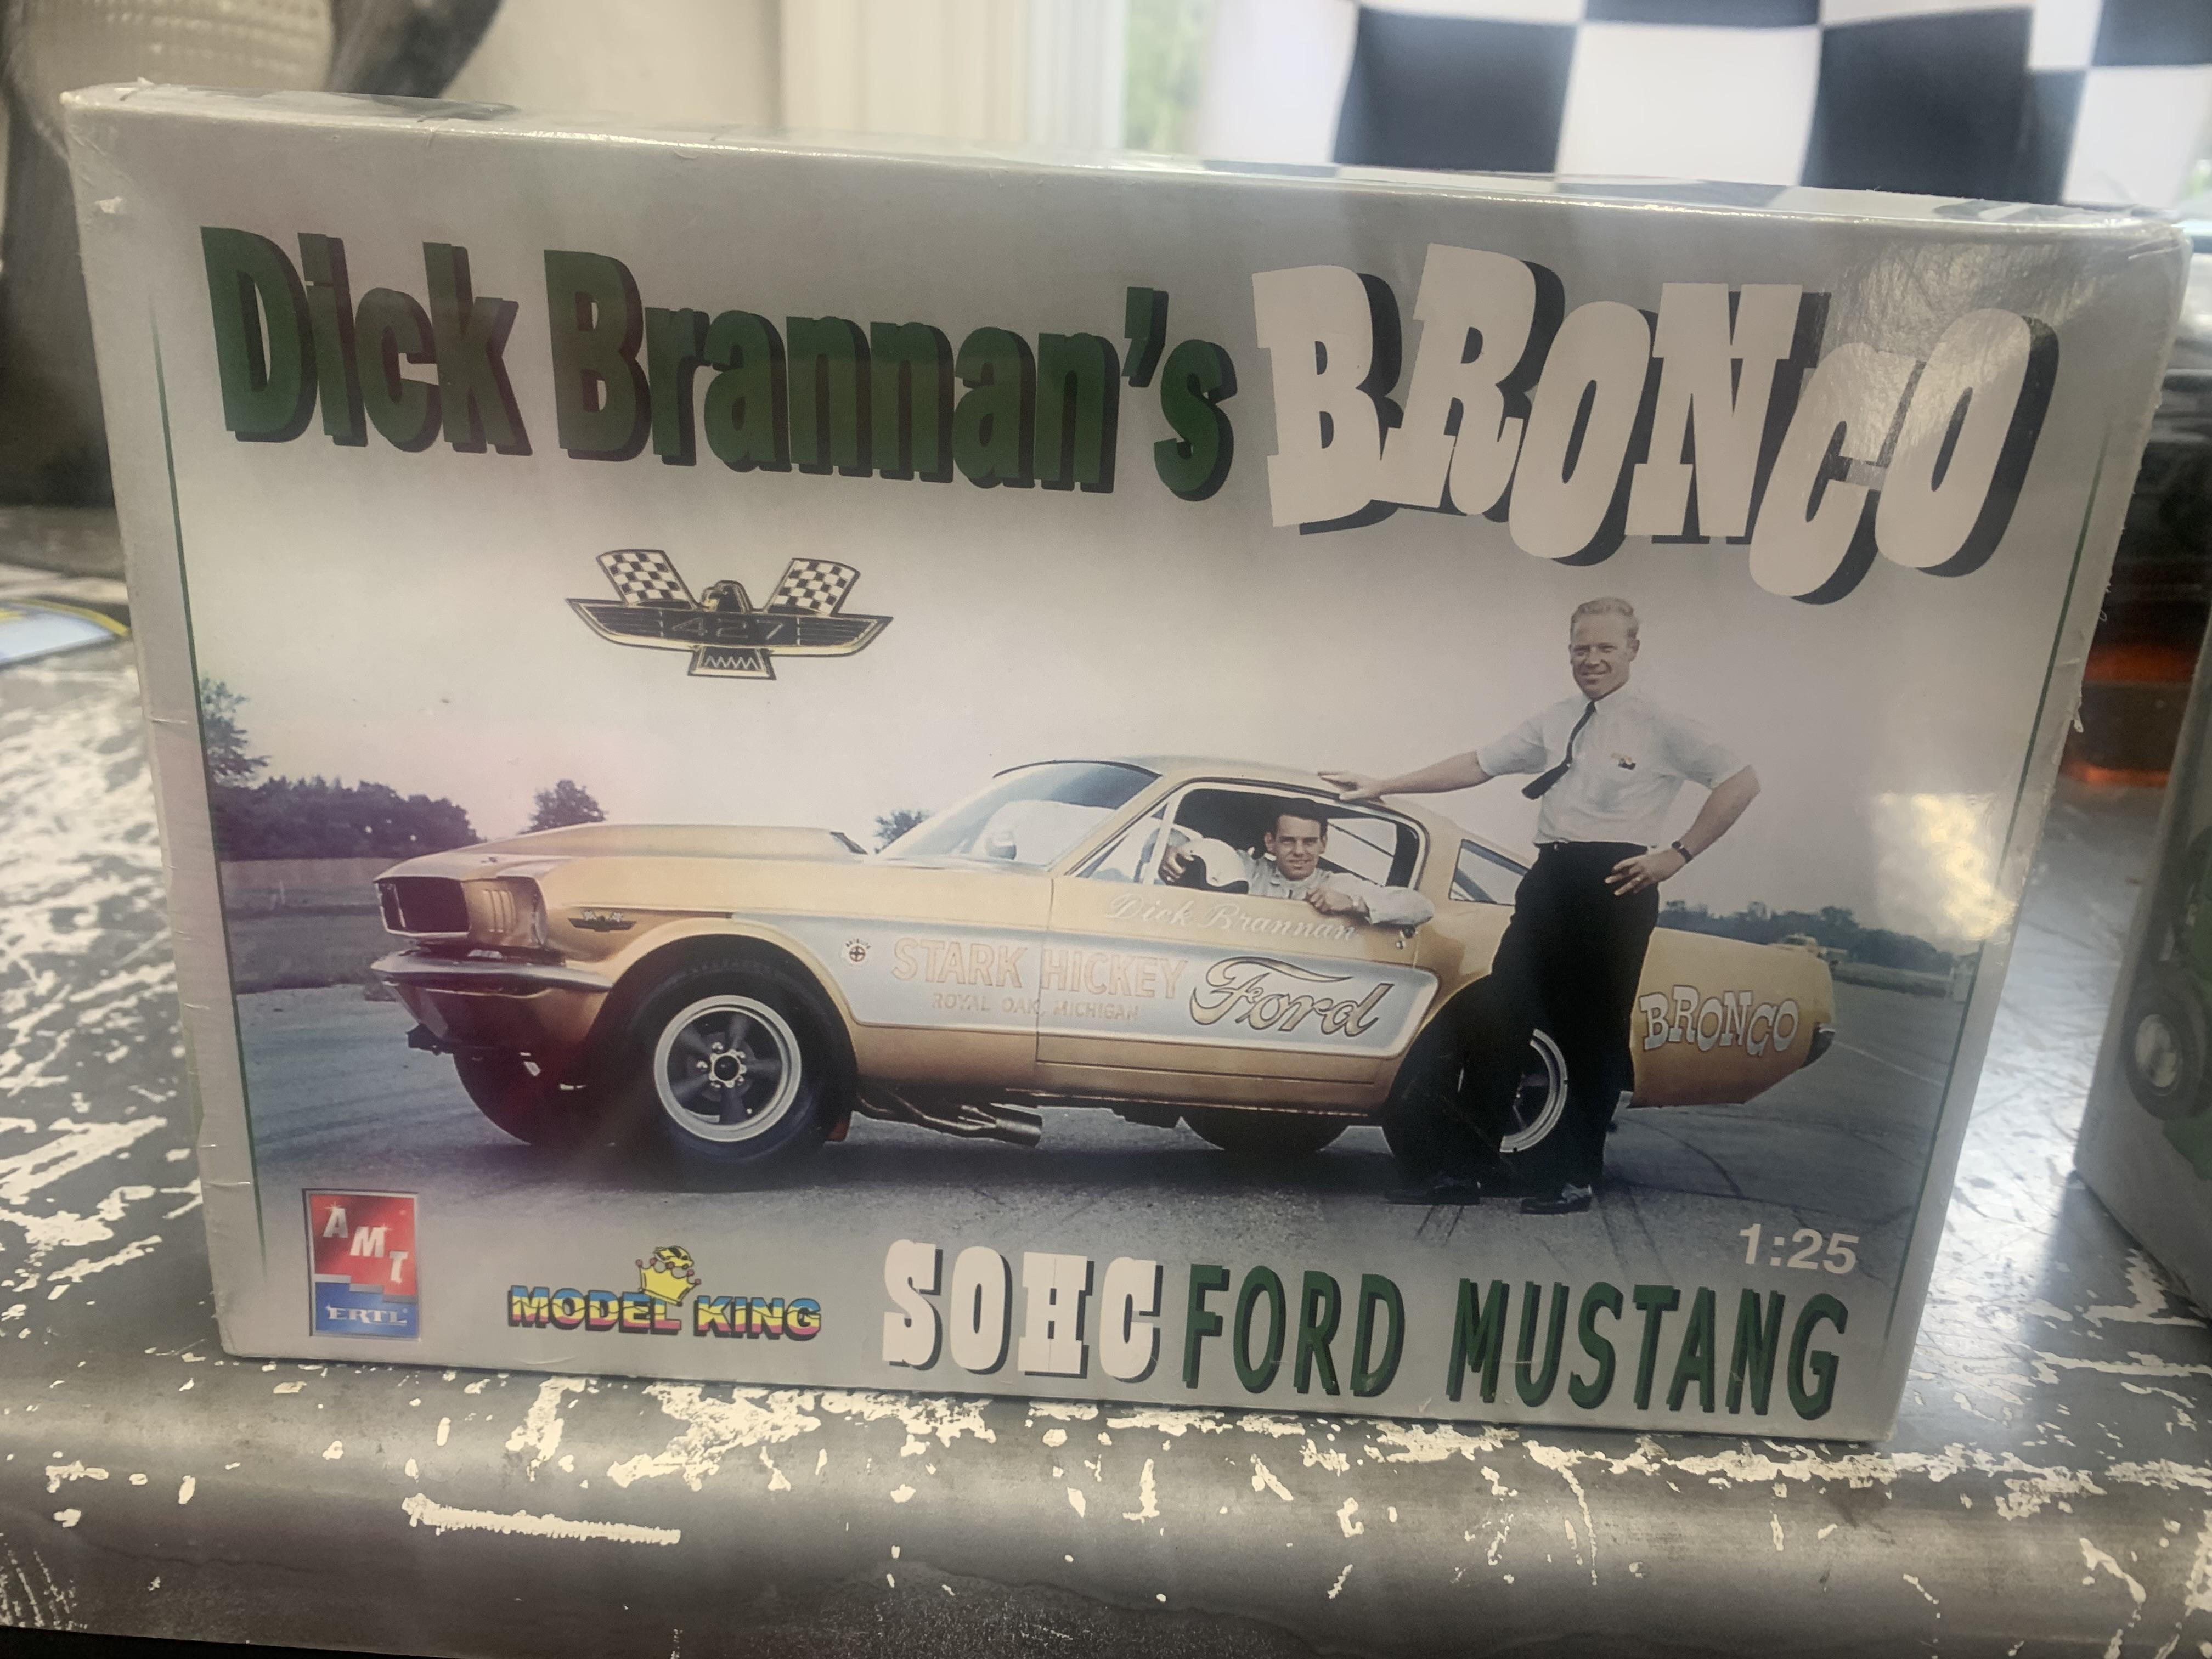 Dick Brannan's BRONCO
427
Dick Brannan
STARK HICKEY Ford
ROYAL OAK, MICHIGAN
BRONCO
1:25
AMT
ERTL
MODEL KING
SOHC FORD MUSTANG